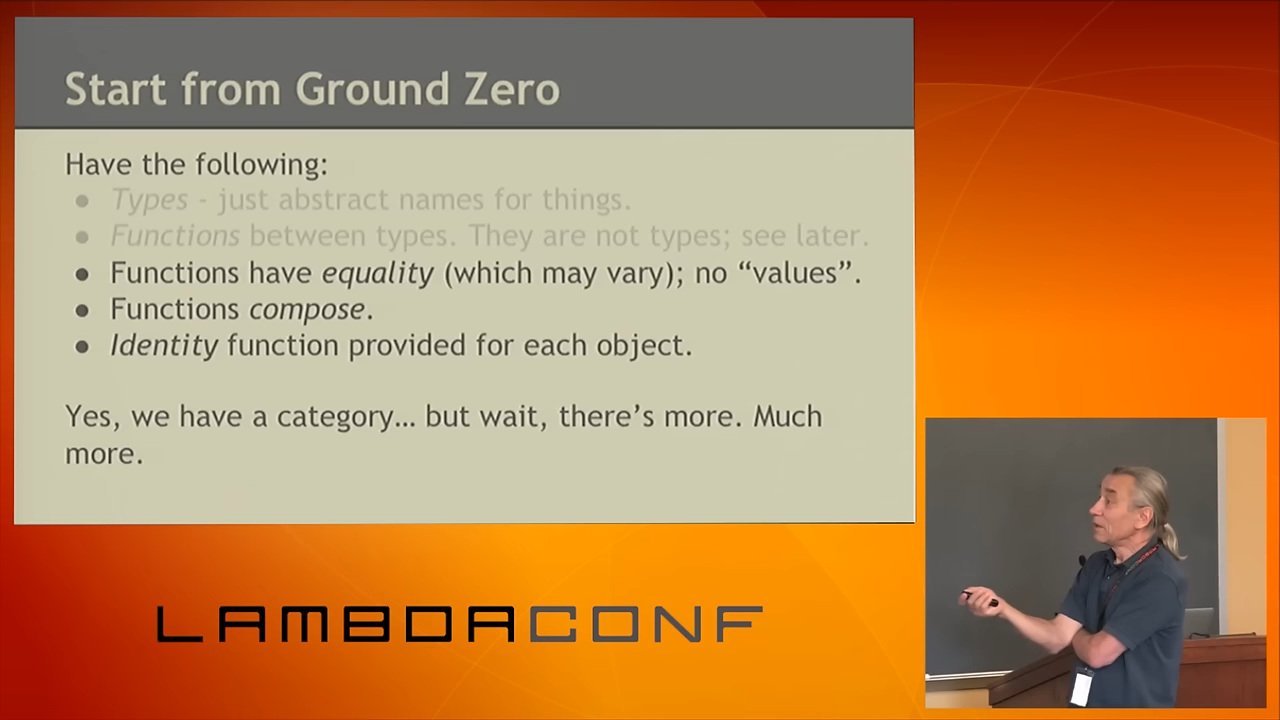 Start from Ground Zero
Have the following:
● Types - just abstract names for things.
● Functions between types. They are not types; see later.
● Functions have equality (which may vary); no “values”.
● Functions compose.
● Identity function provided for each object.
Yes, we have a category… but wait, there’s more. Much
more.
LAMBDACONF